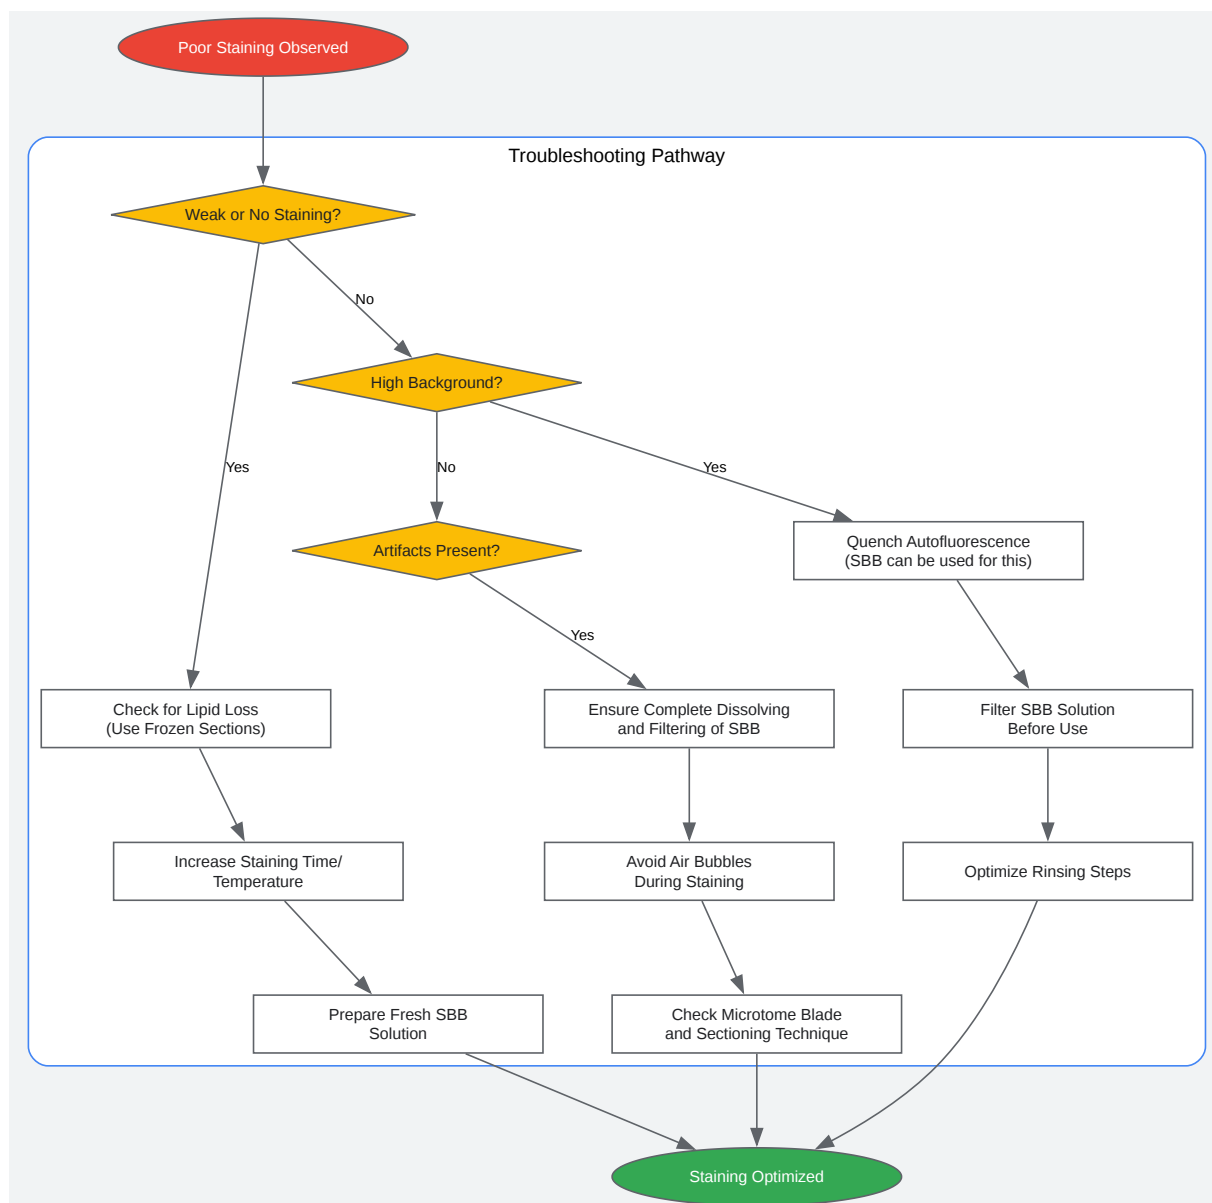 Poor Staining Observed
Troubleshooting Pathway
Weak or No Staining?
No
High Background?
Yes
No
Yes
Artifacts Present?
Quench Autofluorescence
(SBB can be used for this)
Yes
Check for Lipid Loss
(Use Frozen Sections)
Ensure Complete Dissolving
and Filtering of SBB
Filter SBB Solution
Before Use
Increase Staining Time/
Temperature
Avoid Air Bubbles
During Staining
Optimize Rinsing Steps
Prepare Fresh SBB
Solution
Check Microtome Blade
and Sectioning Technique
Staining Optimized